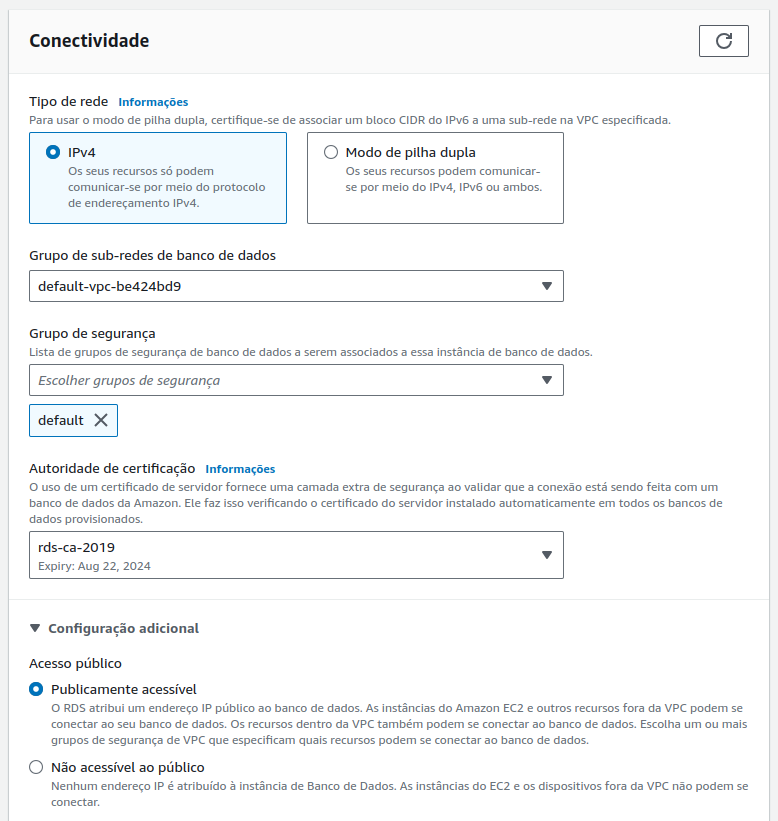 Conectividade
Tipo de rede Informações
Para usar o modo de pilha dupla, certifique-se de associar um bloco CIDR do IPv6 a uma sub-rede na VPC especificada.
IPv4
Os seus recursos só podem
comunicar-se por meio do protocolo
de endereçamento IPv4.
Modo de pilha dupla
Os seus recursos podem comunicar-
se por meio do IPv4, IPv6 ou ambos.
Grupo de sub-redes de banco de dados
default-vpc-be424bd9
Grupo de segurança
Lista de grupos de segurança de banco de dados a serem associados a essa instância de banco de dados.
Escolher grupos de segurança
default
Autoridade de certificação Informações
O uso de um certificado de servidor fornece uma camada extra de segurança ao validar que a conexão está sendo feita com um
banco de dados da Amazon. Ele faz isso verificando o certificado do servidor instalado automaticamente em todos os bancos de
dados provisionados.
rds-ca-2019
Expiry: Aug 22, 2024
Configuração adicional
Acesso público
Publicamente acessível
O RDS atribui um endereço IP público ao banco de dados. As instâncias do Amazon EC2 e outros recursos fora da VPC podem se
conectar ao seu banco de dados. Os recursos dentro da VPC também podem se conectar ao banco de dados. Escolha um ou mais
grupos de segurança de VPC que especificam quais recursos podem se conectar ao banco de dados.
Não acessível ao público
Nenhum endereço IP é atribuído à instância de Banco de Dados. As instâncias do EC2 e os dispositivos fora da VPC não podem se
conectar.